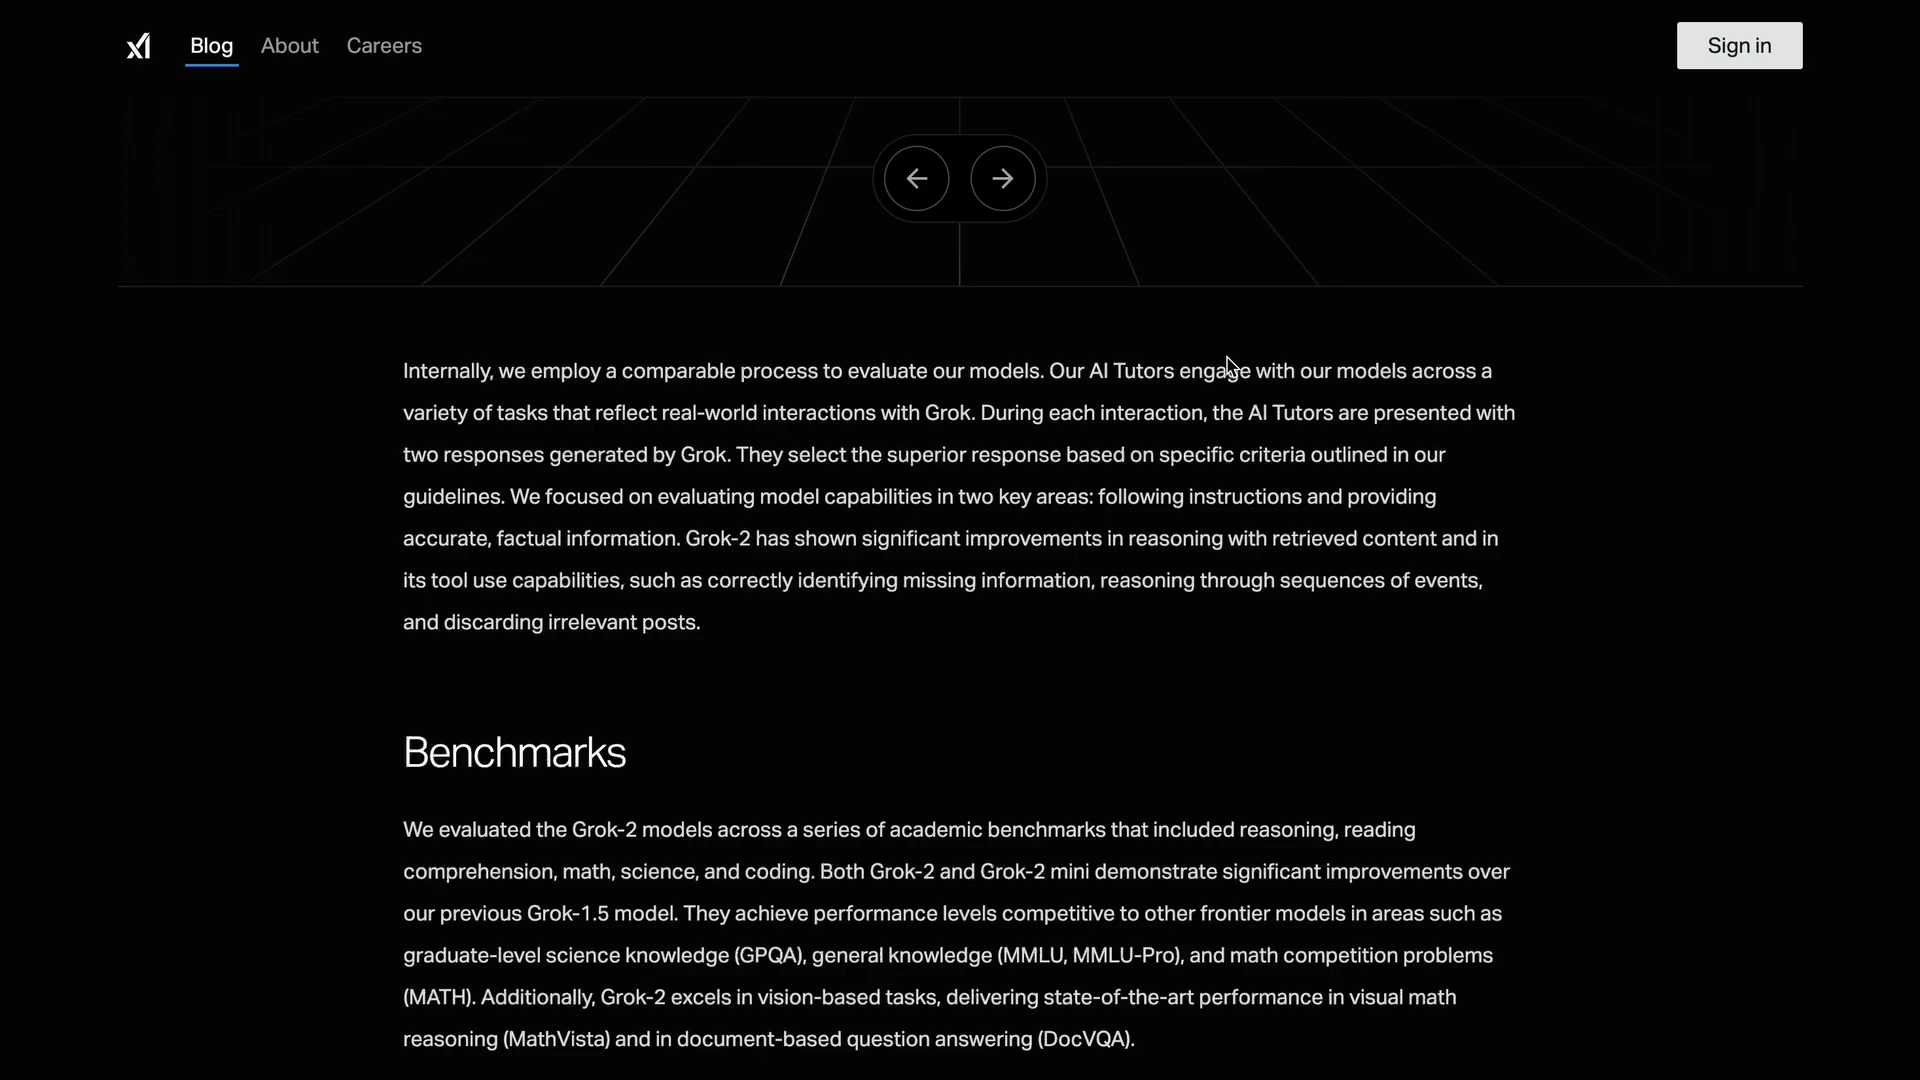 xI
Blog
About
Careers
Sign in
Internally, we employ a comparable process to evaluate our models. Our AI Tutors engage with our models across a
variety of tasks that reflect real-world interactions with Grok. During each interaction, the AI Tutors are presented with
two responses generated by Grok. They select the superior response based on specific criteria outlined in our
guidelines. We focused on evaluating model capabilities in two key areas: following instructions and providing
accurate, factual information. Grok-2 has shown significant improvements in reasoning with retrieved content and in
its tool use capabilities, such as correctly identifying missing information, reasoning through sequences of events,
and discarding irrelevant posts.
Benchmarks
We evaluated the Grok-2 models across a series of academic benchmarks that included reasoning, reading
comprehension, math, science, and coding. Both Grok-2 and Grok-2 mini demonstrate significant improvements over
our previous Grok-1.5 model. They achieve performance levels competitive to other frontier models in areas such as
graduate-level science knowledge (GPQA), general knowledge (MMLU, MMLU-Pro), and math competition problems
(MATH). Additionally, Grok-2 excels in vision-based tasks, delivering state-of-the-art performance in visual math
reasoning (MathVista) and in document-based question answering (DocVQA).